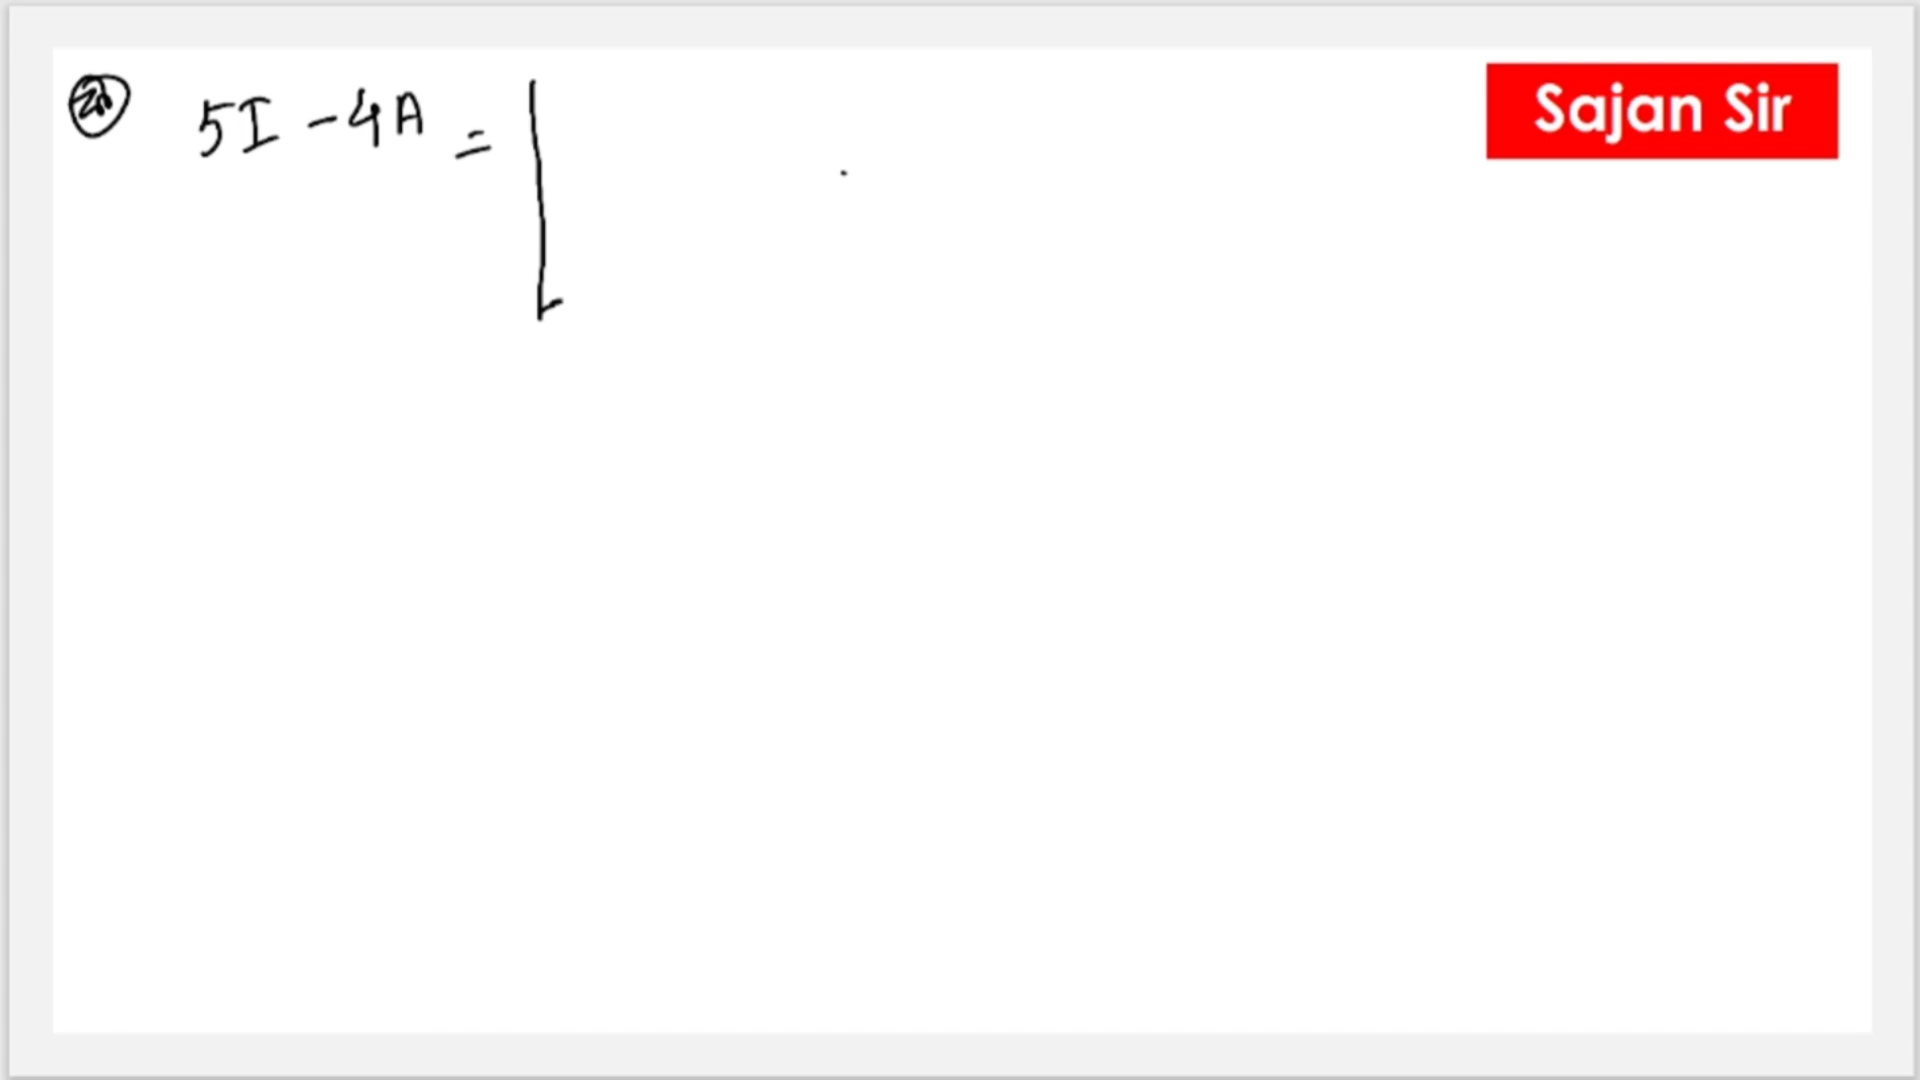 5I - 4A = [
Sajan Sir